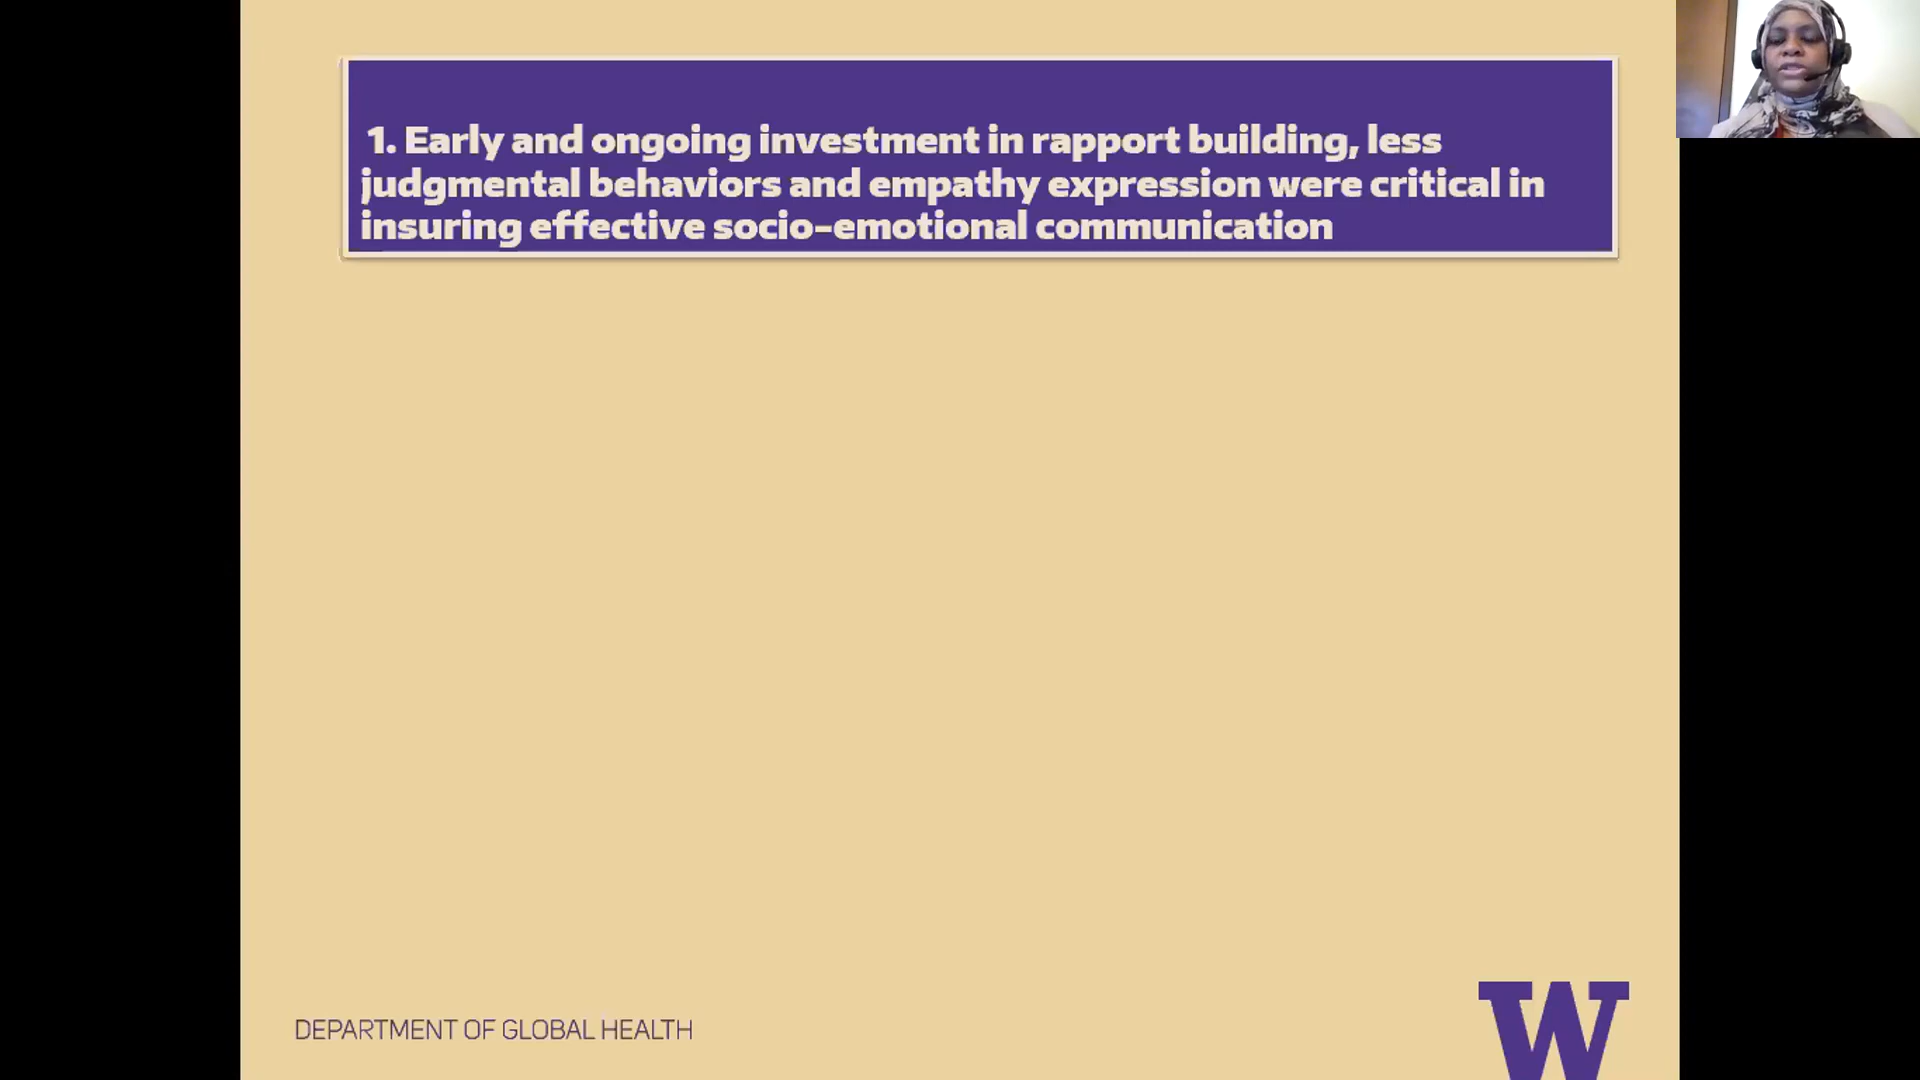 1. Early and ongoing investment in rapport building, less
judgmental behaviors and empathy expression were critical in
insuring effective socio-emotional communication
DEPARTMENT OF GLOBAL HEALTH
W